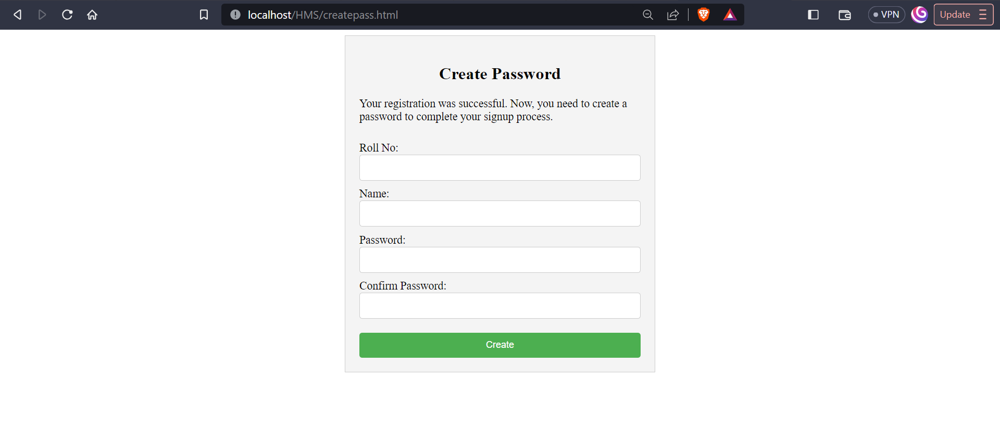 localhost/HMS/createpass.html
VPN
Update
Create Password
Your registration was successful. Now, you need to create a
password to complete your signup process.
Roll No:
Name:
Password:
Confirm Password:
Create